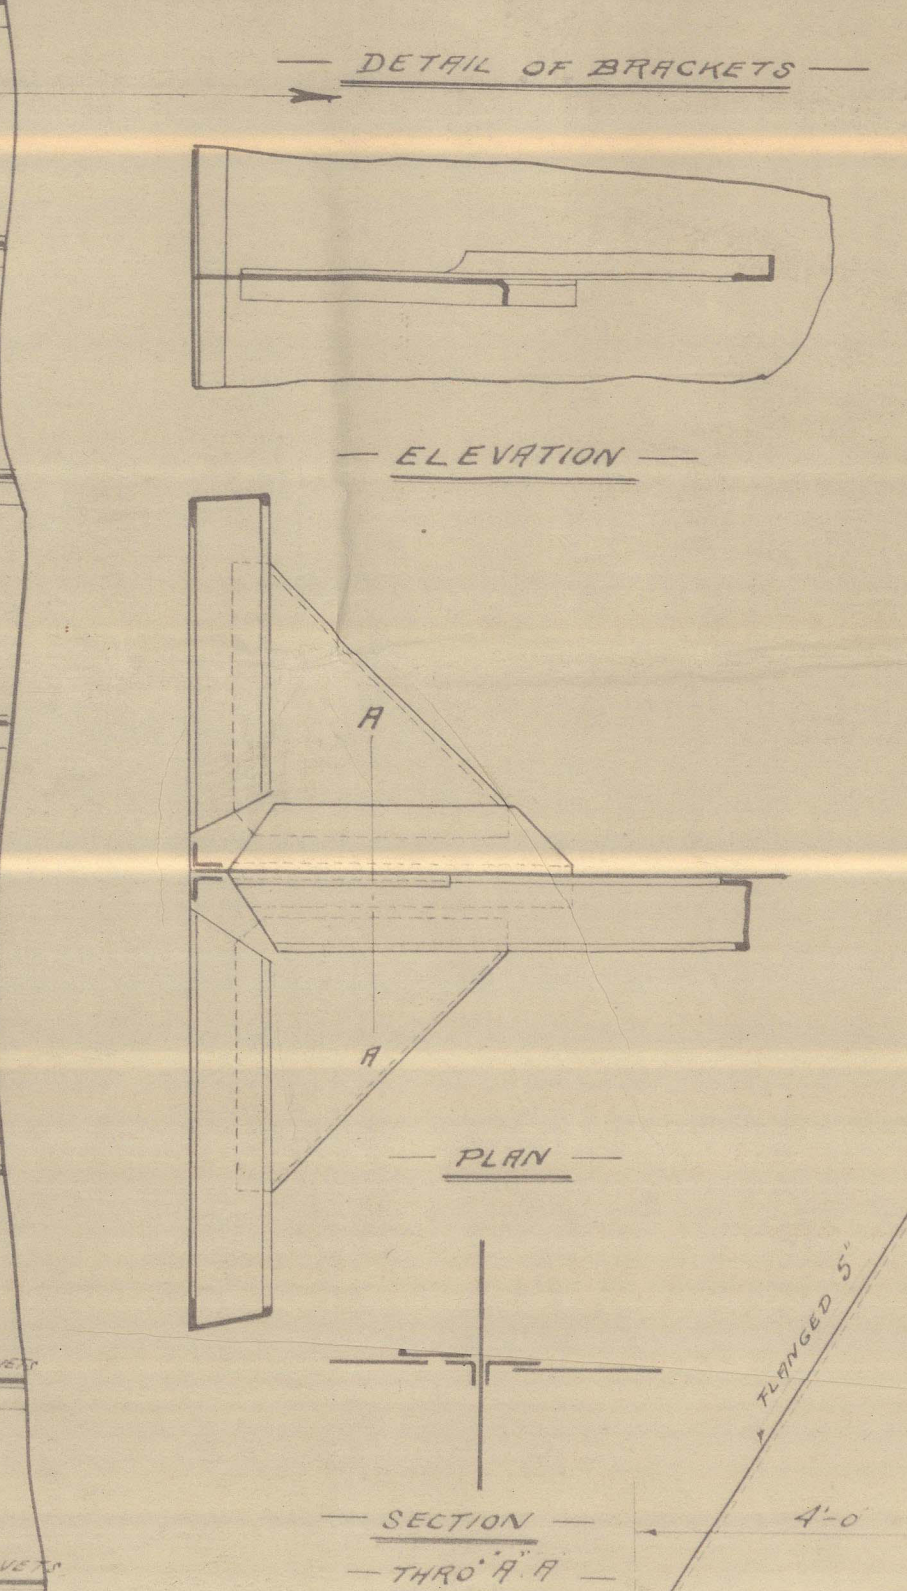 DETAIL OF BRACKETS
ELEVATION
A
A
PLAN
FLANGED 5"
SECTION
THRO' "A" A
4'-0